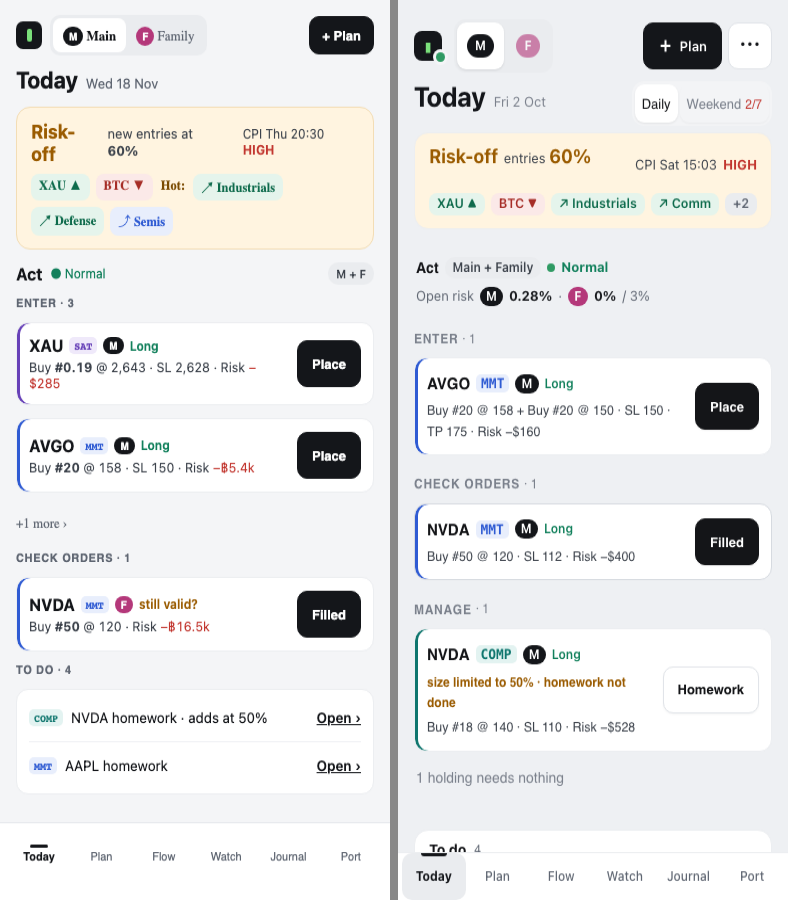 M Main F Family
+ Plan
Today Wed 18 Nov
Risk-off
new entries at 60%
CPI Thu 20:30 HIGH
XAU ▲ BTC ▼ Hot: ↗ Industrials
↗ Defense ⤴ Semis
Act ● Normal M + F
ENTER · 3
XAU SAT M Long
Buy #0.19 @ 2,643 · SL 2,628 · Risk −$285
Place
AVGO MMT M Long
Buy #20 @ 158 · SL 150 · Risk −฿5.4k
Place
+1 more ›
CHECK ORDERS · 1
NVDA MMT F still valid?
Buy #50 @ 120 · Risk −฿16.5k
Filled
TO DO · 4
COMP NVDA homework · adds at 50% Open ›
MMT AAPL homework Open ›
Today Plan Flow Watch Journal Port
M F
+ Plan
···
Today Fri 2 Oct
Daily Weekend 2/7
Risk-off entries 60% CPI Sat 15:03 HIGH
XAU ▲ BTC ▼ ↗ Industrials ↗ Comm +2
Act Main + Family ● Normal
Open risk M 0.28% · F 0% / 3%
ENTER · 1
AVGO MMT M Long
Buy #20 @ 158 + Buy #20 @ 150 · SL 150 ·
TP 175 · Risk −$160
Place
CHECK ORDERS · 1
NVDA MMT M Long
Buy #50 @ 120 · SL 112 · Risk −$400
Filled
MANAGE · 1
NVDA COMP M Long
size limited to 50% · homework not
done
Buy #18 @ 140 · SL 110 · Risk −$528
Homework
1 holding needs nothing
To do 4
Today Plan Flow Watch Journal Port